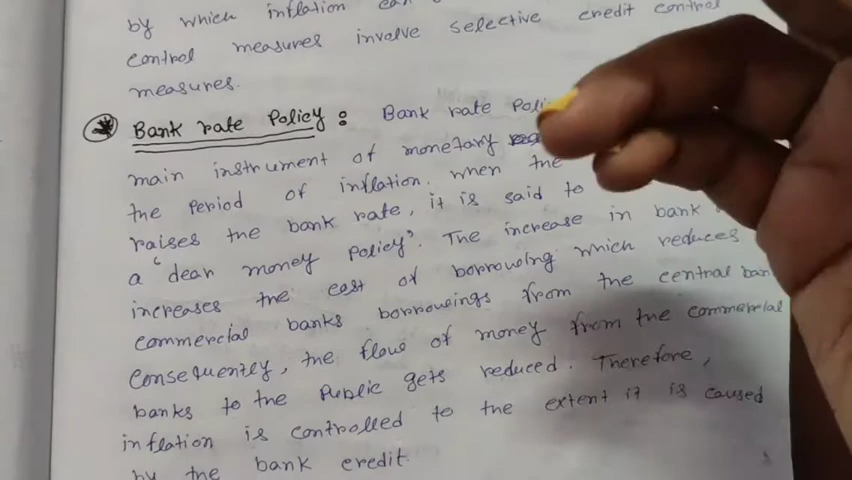 by which inflation can
control measures involve selective credit control
measures.
Bank rate Policy : Bank rate Poli
main instrument of monetary
the Period of inflation. when the
raises the bank rate, it is said to
a "dear money Policy". The increase in bank
increases the cost of borrowing which reduces
commercial banks borrowings from the central ban
Consequently, the flow of money from the commercial
banks to the Public gets reduced. Therefore,
inflation is controlled to the extent it is caused
by the bank credit.